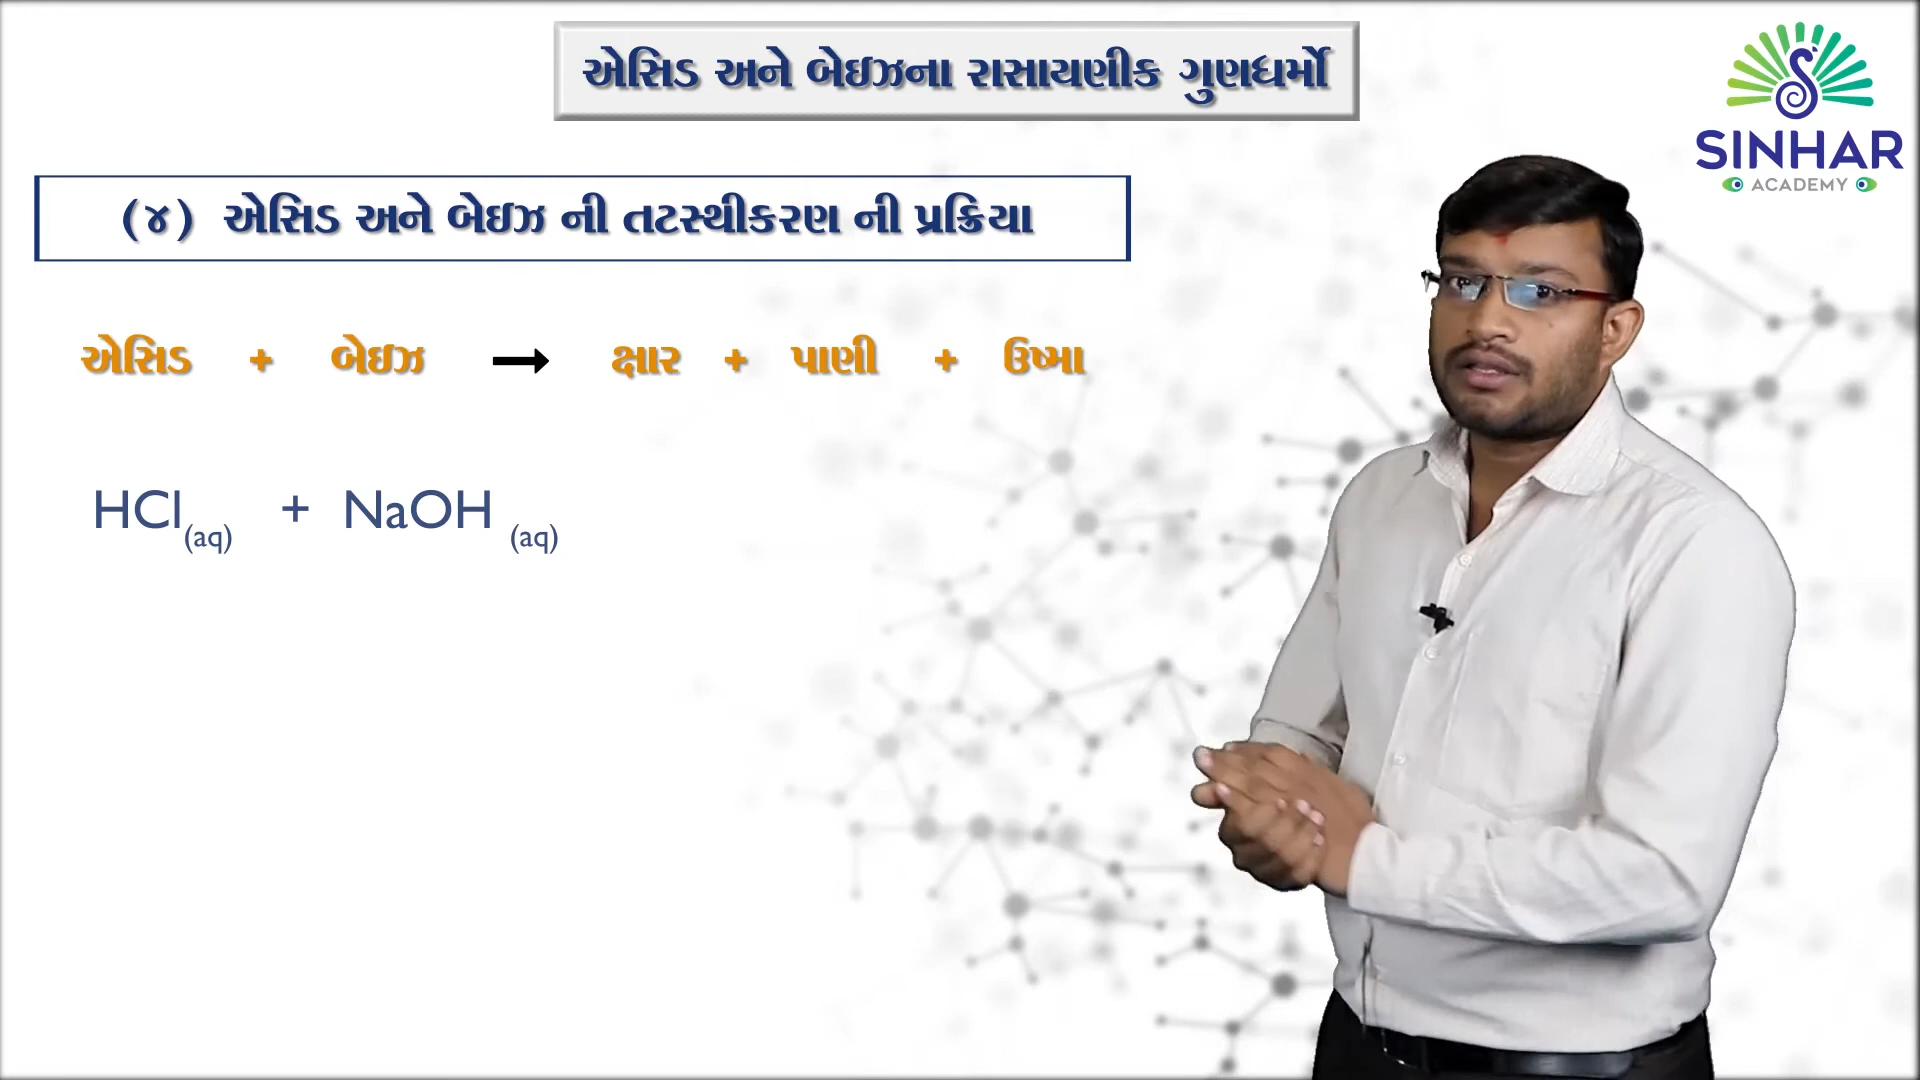 એસિડ અને બેઇઝના રાસાયણીક ગુણધર્મો
SINHAR
ACADEMY
(૪) એસિડ અને બેઇઝ ની તટસ્થીકરણ ની પ્રક્રિયા
એસિડ + બેઇઝ → ક્ષાર + પાણી + ઉષ્મા
HCl(aq) + NaOH (aq)